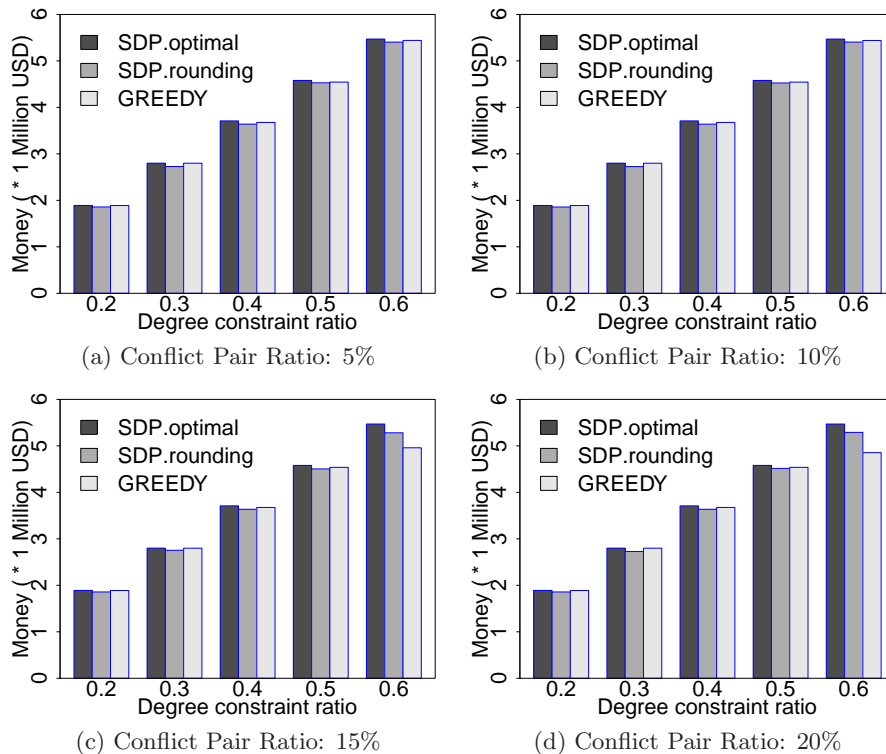 Money ( * 1 Million USD)
0 1 2 3 4 5 6
SDP.optimal
SDP.rounding
GREEDY
0.2 0.3 0.4 0.5 0.6
Degree constraint ratio
(a) Conflict Pair Ratio: 5%
Money ( * 1 Million USD)
0 1 2 3 4 5 6
SDP.optimal
SDP.rounding
GREEDY
0.2 0.3 0.4 0.5 0.6
Degree constraint ratio
(b) Conflict Pair Ratio: 10%
Money ( * 1 Million USD)
0 1 2 3 4 5 6
SDP.optimal
SDP.rounding
GREEDY
0.2 0.3 0.4 0.5 0.6
Degree constraint ratio
(c) Conflict Pair Ratio: 15%
Money ( * 1 Million USD)
0 1 2 3 4 5 6
SDP.optimal
SDP.rounding
GREEDY
0.2 0.3 0.4 0.5 0.6
Degree constraint ratio
(d) Conflict Pair Ratio: 20%